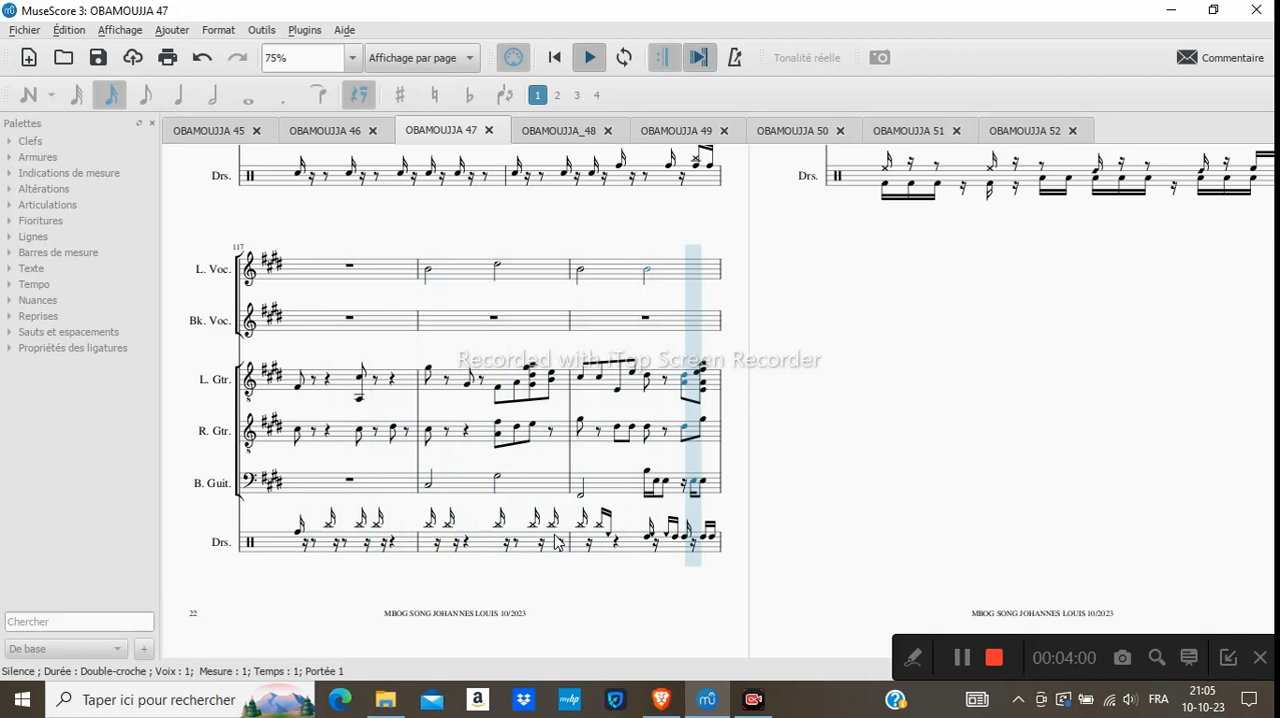 MuseScore 3: OBAMOUJJA 47
Fichier Édition Affichage Ajouter Format Outils Plugins Aide
75% Affichage par page Tonalité réelle Commentaire
1 2 3 4
Palettes
OBAMOUJJA 45 OBAMOUJJA 46 OBAMOUJJA 47 OBAMOUJJA_48 OBAMOUJJA 49 OBAMOUJJA 50 OBAMOUJJA 51 OBAMOUJJA 52
Clefs
Armures
Indications de mesure
Altérations
Articulations
Fioritures
Lignes
Barres de mesure
Texte
Tempo
Nuances
Reprises
Sauts et espacements
Propriétés des ligatures
Drs. Drs.
117
L. Voc.
Bk. Voc.
Recorded with iTop Screen Recorder
L. Gtr.
8
R. Gtr.
8
B. Guit.
Drs.
22 MBOG SONG JOHANNES LOUIS 10/2023 MBOG SONG JOHANNES LOUIS 10/2023
Chercher
De base
00:04:00
Silence ; Durée : Double-croche ; Voix : 1; Mesure : 1; Temps : 1; Portée 1
Taper ici pour rechercher
FRA
21:05
10-10-23